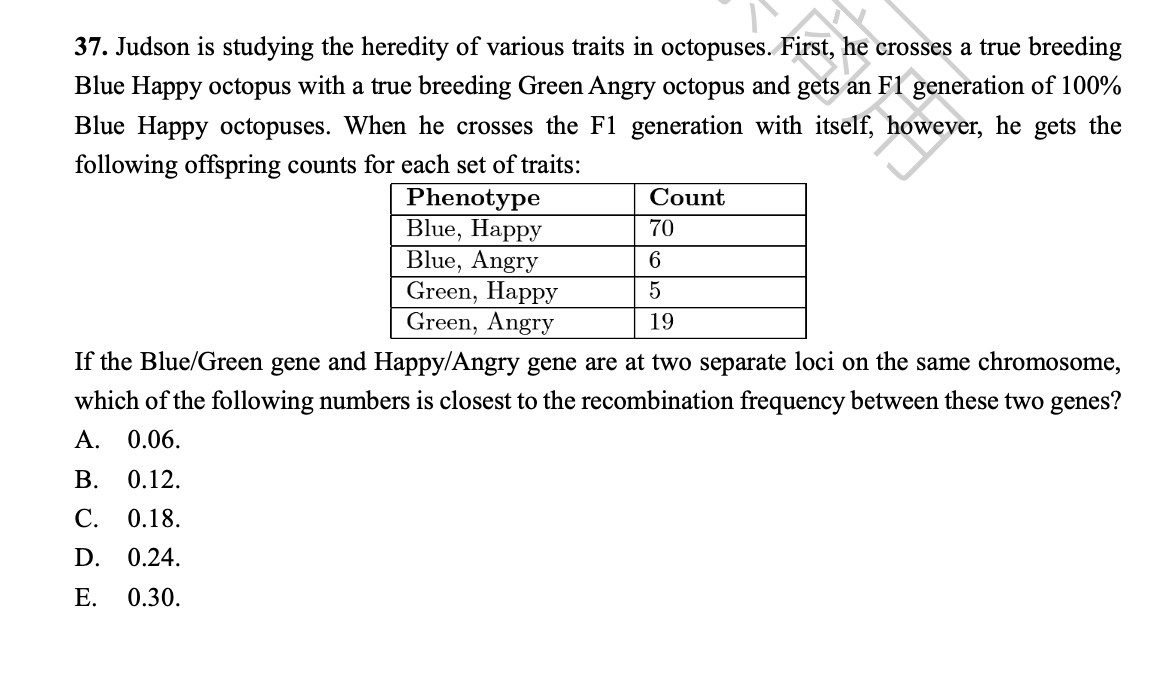 37. Judson is studying the heredity of various traits in octopuses. First, he crosses a true breeding
Blue Happy octopus with a true breeding Green Angry octopus and gets an F1 generation of 100%
Blue Happy octopuses. When he crosses the F1 generation with itself, however, he gets the
following offspring counts for each set of traits:
Phenotype Count
Blue, Happy 70
Blue, Angry 6
Green, Happy 5
Green, Angry 19
If the Blue/Green gene and Happy/Angry gene are at two separate loci on the same chromosome,
which of the following numbers is closest to the recombination frequency between these two genes?
A. 0.06.
B. 0.12.
C. 0.18.
D. 0.24.
E. 0.30.